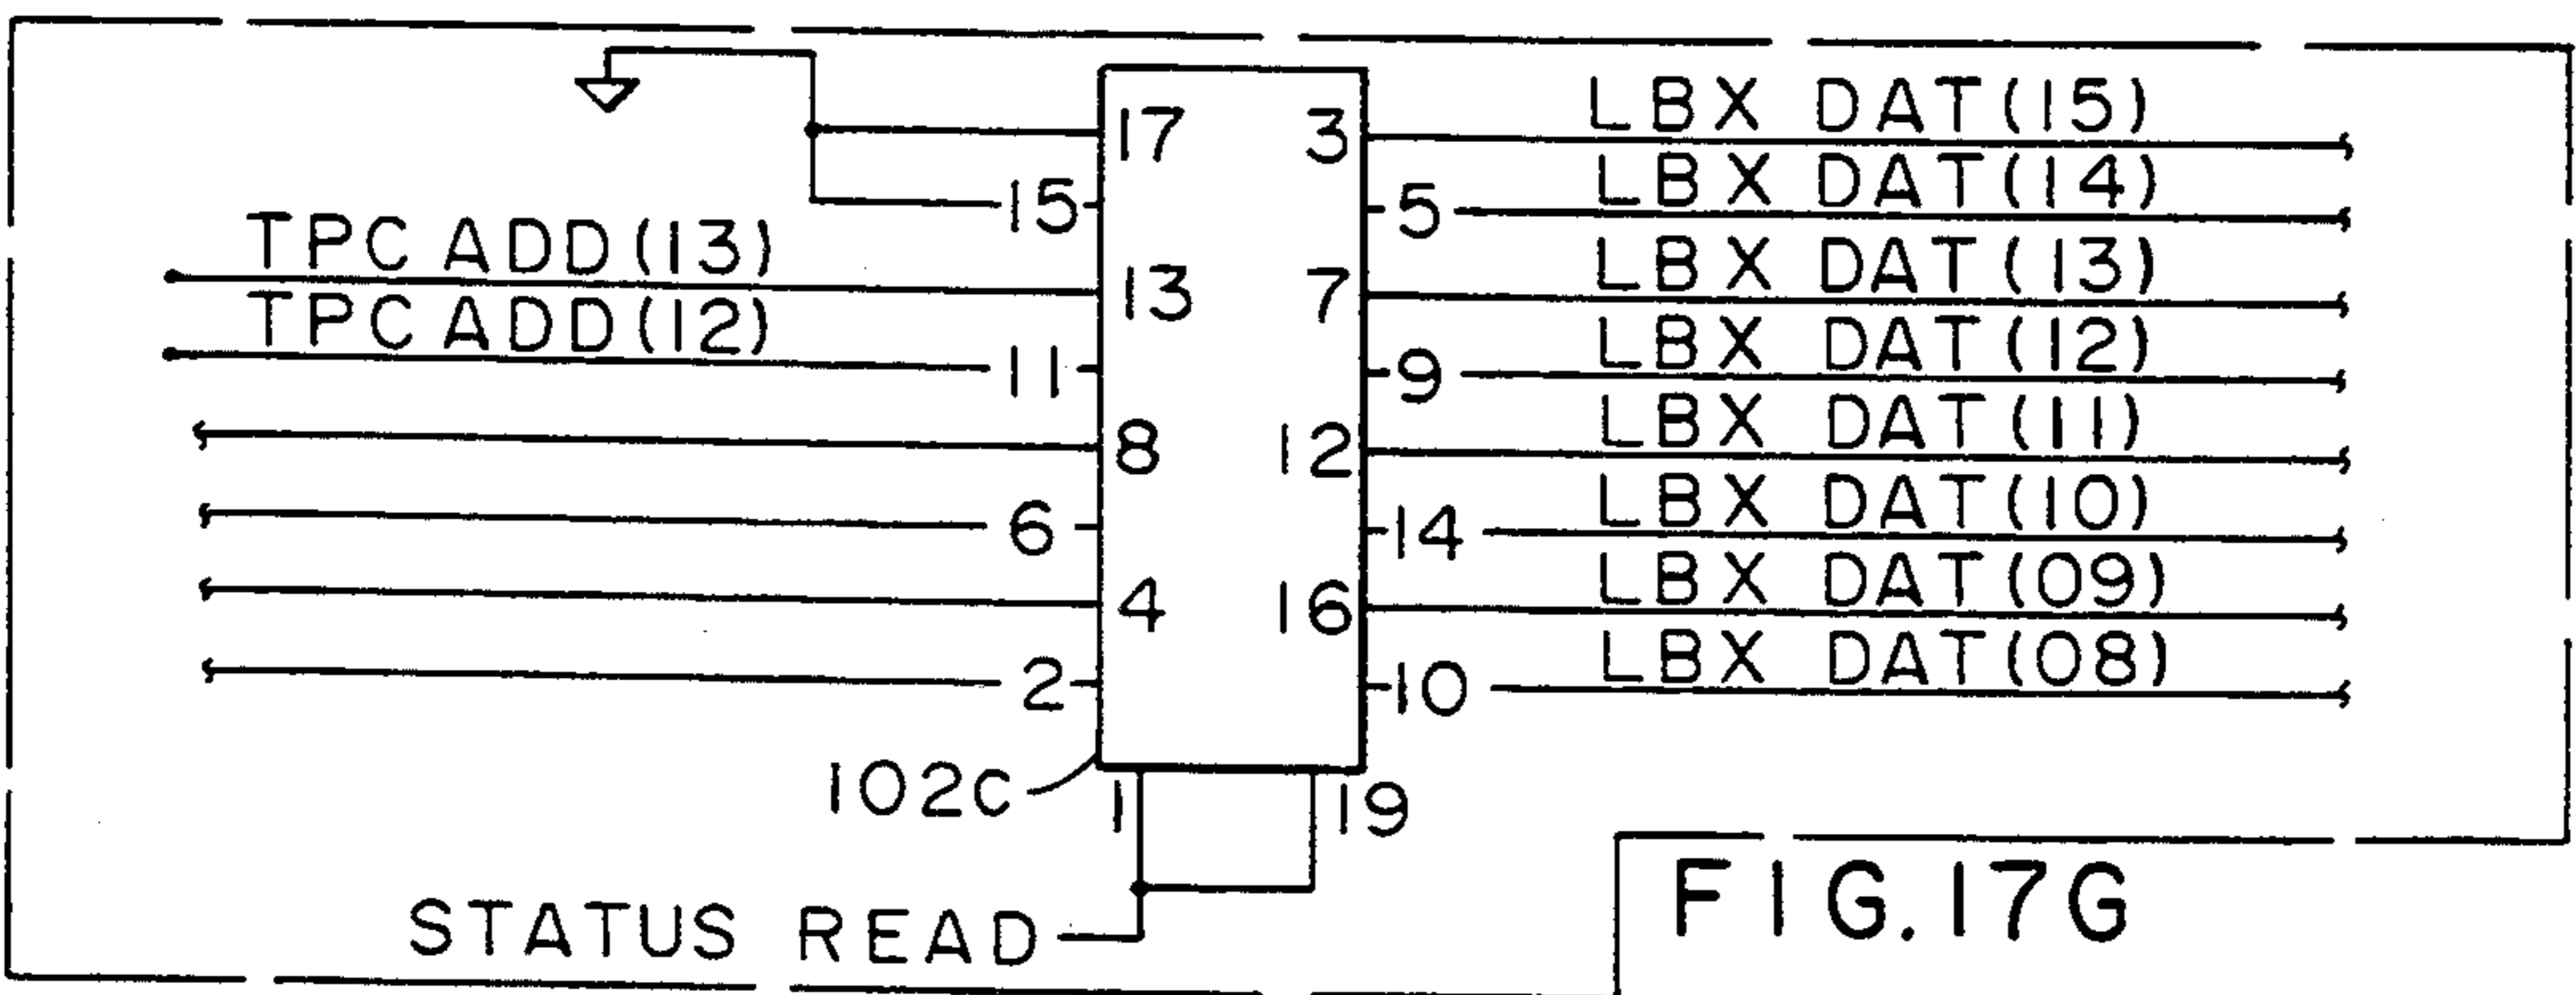 17 3 LBX DAT(15)
15 5 LBX DAT(14)
TPC ADD(13) 13 7 LBX DAT(13)
TPC ADD(12) 11 9 LBX DAT(12)
8 12 LBX DAT(11)
6 14 LBX DAT(10)
4 16 LBX DAT(09)
2 10 LBX DAT(08)
102C 1 19
STATUS READ
FIG. 17G